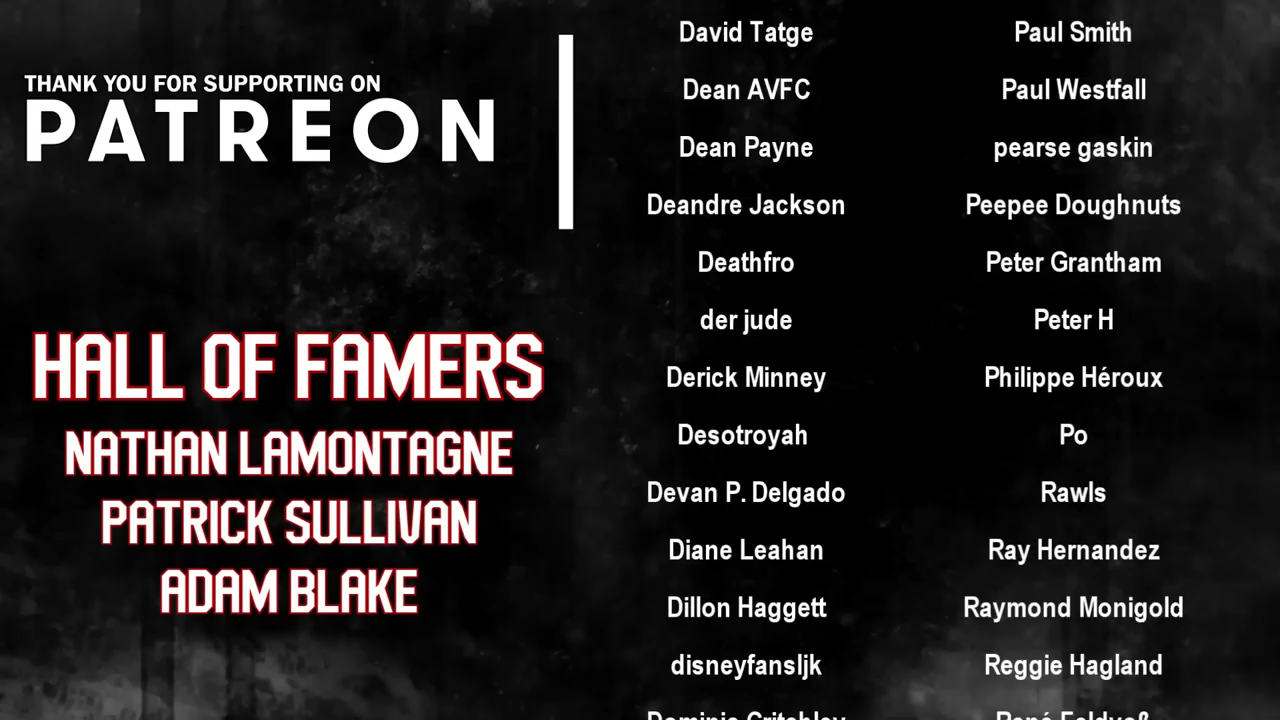 THANK YOU FOR SUPPORTING ON
PATREON
HALL OF FAMERS
NATHAN LAMONTAGNE
PATRICK SULLIVAN
ADAM BLAKE
David Tatge
Dean AVFC
Dean Payne
Deandre Jackson
Deathfro
der jude
Derick Minney
Desotroyah
Devan P. Delgado
Diane Leahan
Dillon Haggett
disneyfansljk
Paul Smith
Paul Westfall
pearse gaskin
Peepee Doughnuts
Peter Grantham
Peter H
Philippe Héroux
Po
Rawls
Ray Hernandez
Raymond Monigold
Reggie Hagland